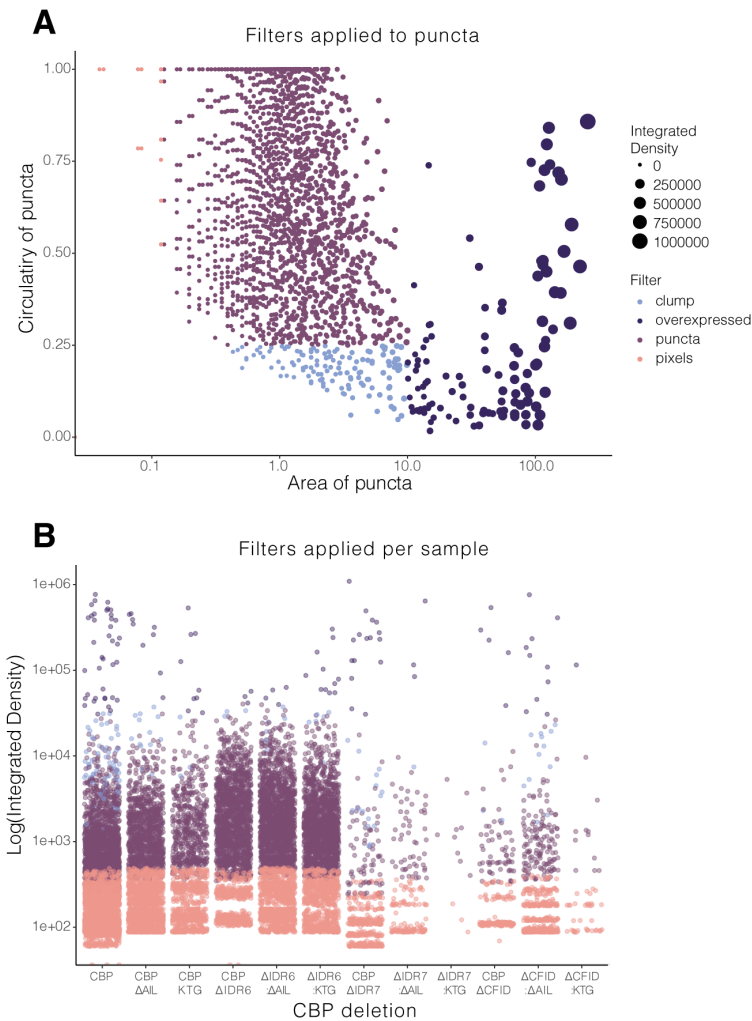 A
Filters applied to puncta
1.00
0.75
0.50
0.25
0.00
Circulatiry of puncta
0.1
1.0
10.0
100.0
Area of puncta
Integrated
Density
0
250000
500000
750000
1000000
Filter
clump
overexpressed
puncta
pixels
B
Filters applied per sample
1e+06
1e+05
1e+04
1e+03
1e+02
Log(Integrated Density)
CBP
CBP
ΔAIL
CBP
KTG
CBP
ΔIDR6
ΔIDR6
:ΔAIL
ΔIDR6
:KTG
CBP
ΔIDR7
ΔIDR7
:ΔAIL
ΔIDR7
:KTG
CBP
ΔCFID
ΔCFID
:ΔAIL
ΔCFID
:KTG
CBP deletion